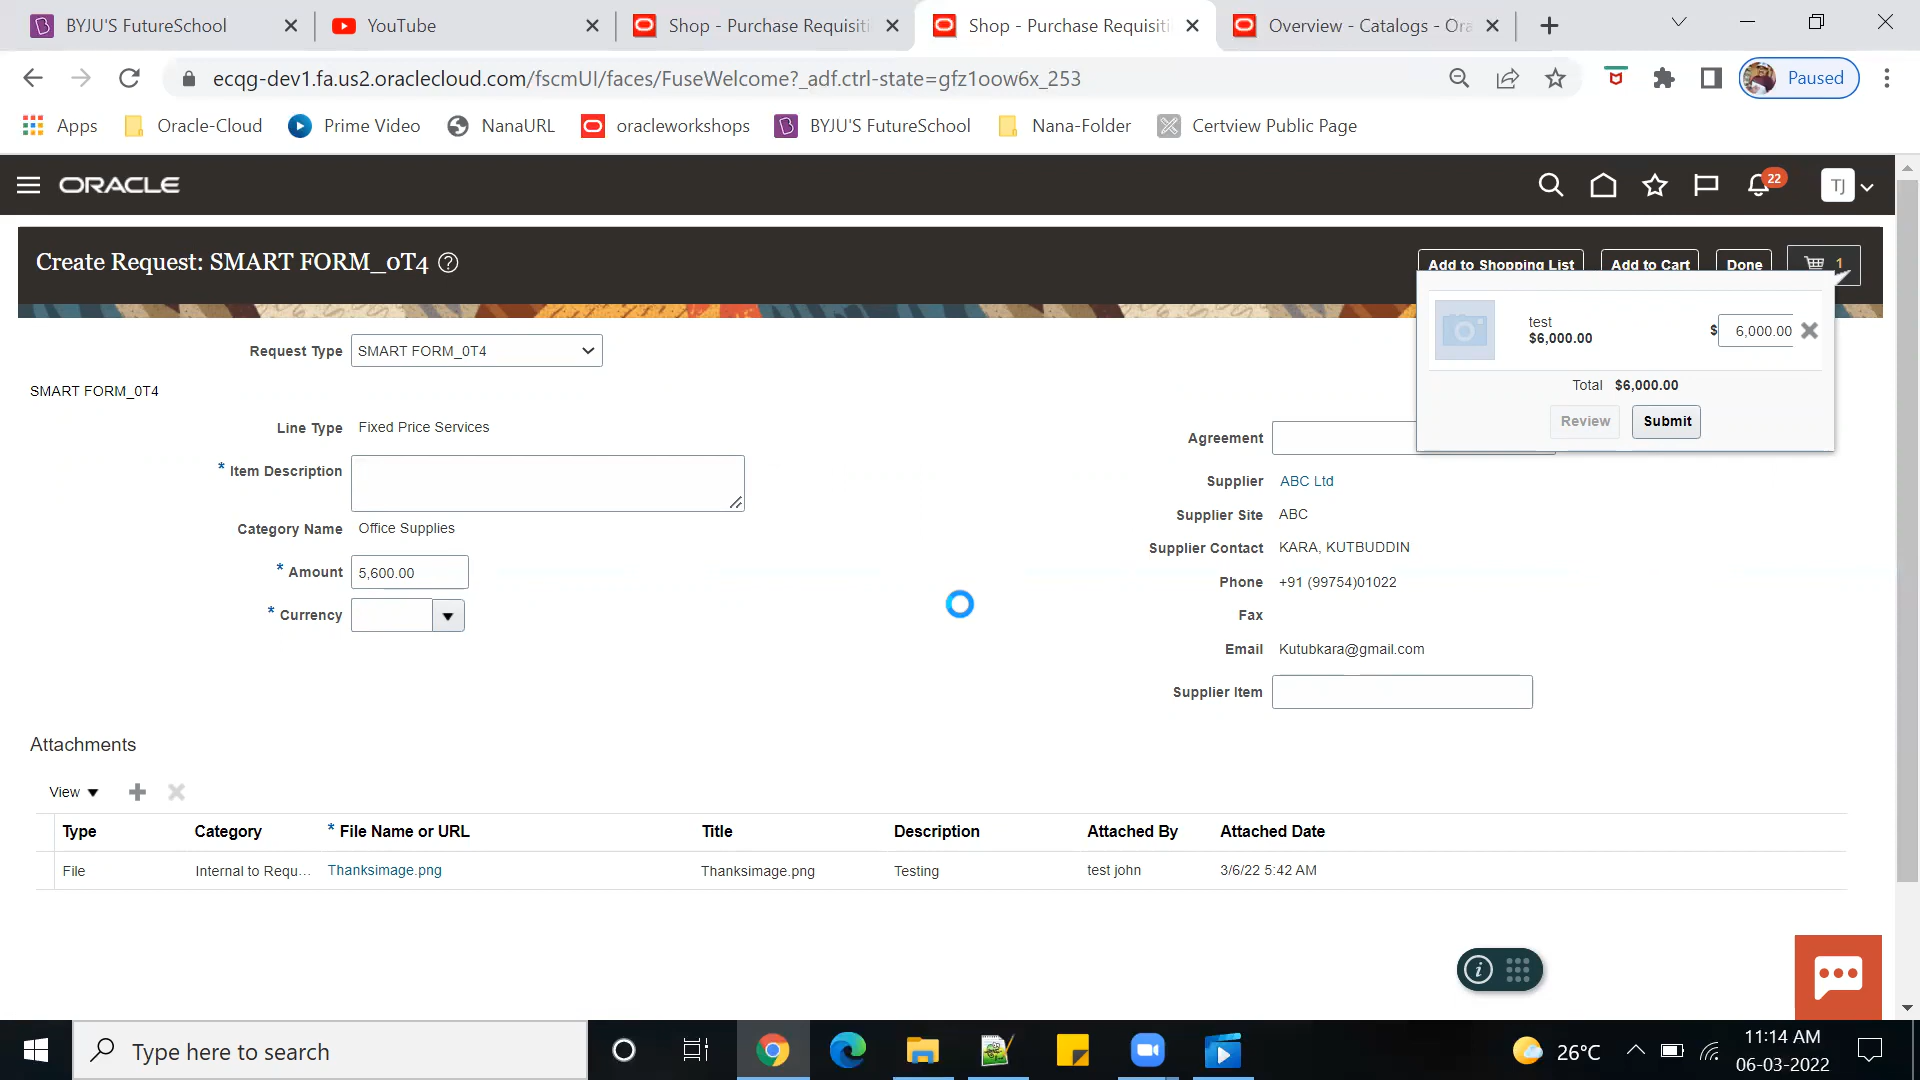 BYJU'S FutureSchool
YouTube
Shop - Purchase Requisiti
Shop - Purchase Requisiti
Overview - Catalogs - Ora
ecqg-dev1.fa.us2.oraclecloud.com/fscmUI/faces/FuseWelcome?_adf.ctrl-state=gfz1oow6x_253
Paused
Apps
Oracle-Cloud
Prime Video
NanaURL
oracleworkshops
BYJU'S FutureSchool
Nana-Folder
Certview Public Page
ORACLE
22
TJ
Create Request: SMART FORM_0T4
Add to Shopping List
Add to Cart
Done
1
test
$6,000.00
$ 6,000.00
Total $6,000.00
Review
Submit
Request Type SMART FORM_0T4
SMART FORM_0T4
Line Type Fixed Price Services
* Item Description
Category Name Office Supplies
* Amount 5,600.00
* Currency
Agreement
Supplier ABC Ltd
Supplier Site ABC
Supplier Contact KARA, KUTBUDDIN
Phone +91 (99754)01022
Fax
Email Kutubkara@gmail.com
Supplier Item
Attachments
View
Type Category * File Name or URL Title Description Attached By Attached Date
File Internal to Requ... Thanksimage.png Thanksimage.png Testing test john 3/6/22 5:42 AM
Type here to search
26°C
11:14 AM
06-03-2022